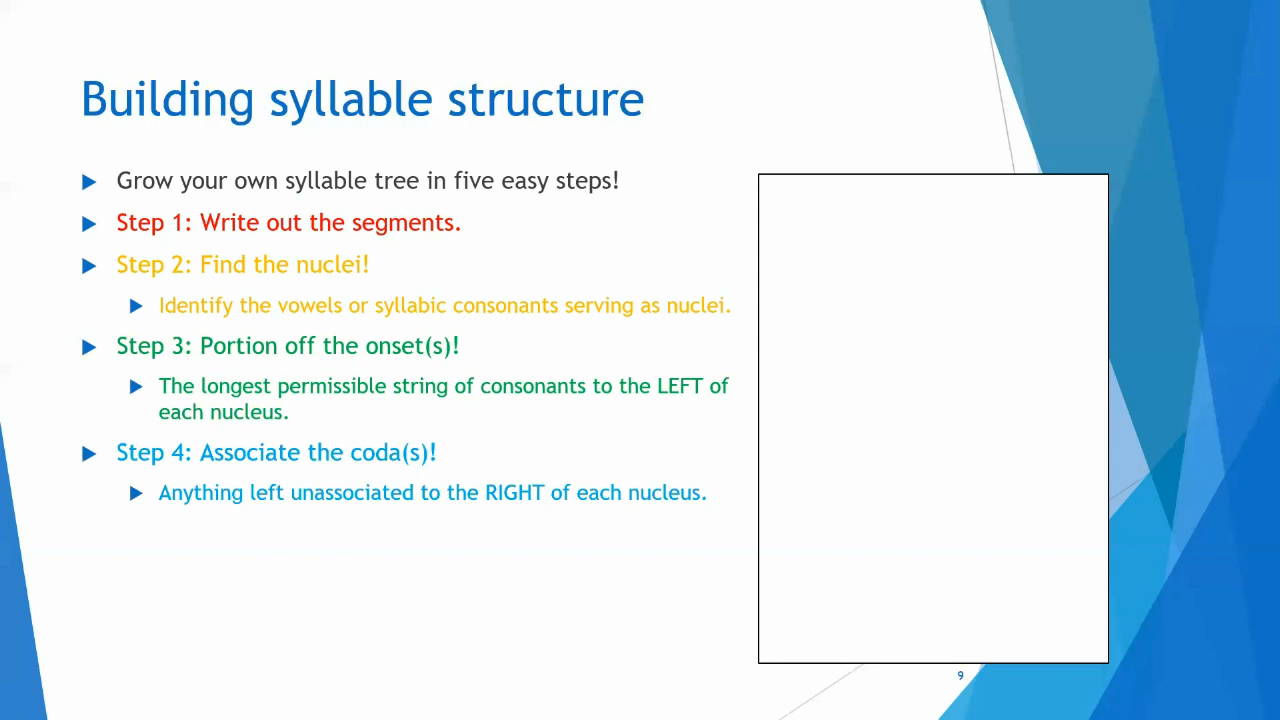 Building syllable structure
Grow your own syllable tree in five easy steps!
Step 1: Write out the segments.
Step 2: Find the nuclei!
Identify the vowels or syllabic consonants serving as nuclei.
Step 3: Portion off the onset(s)!
The longest permissible string of consonants to the LEFT of
each nucleus.
Step 4: Associate the coda(s)!
Anything left unassociated to the RIGHT of each nucleus.
9